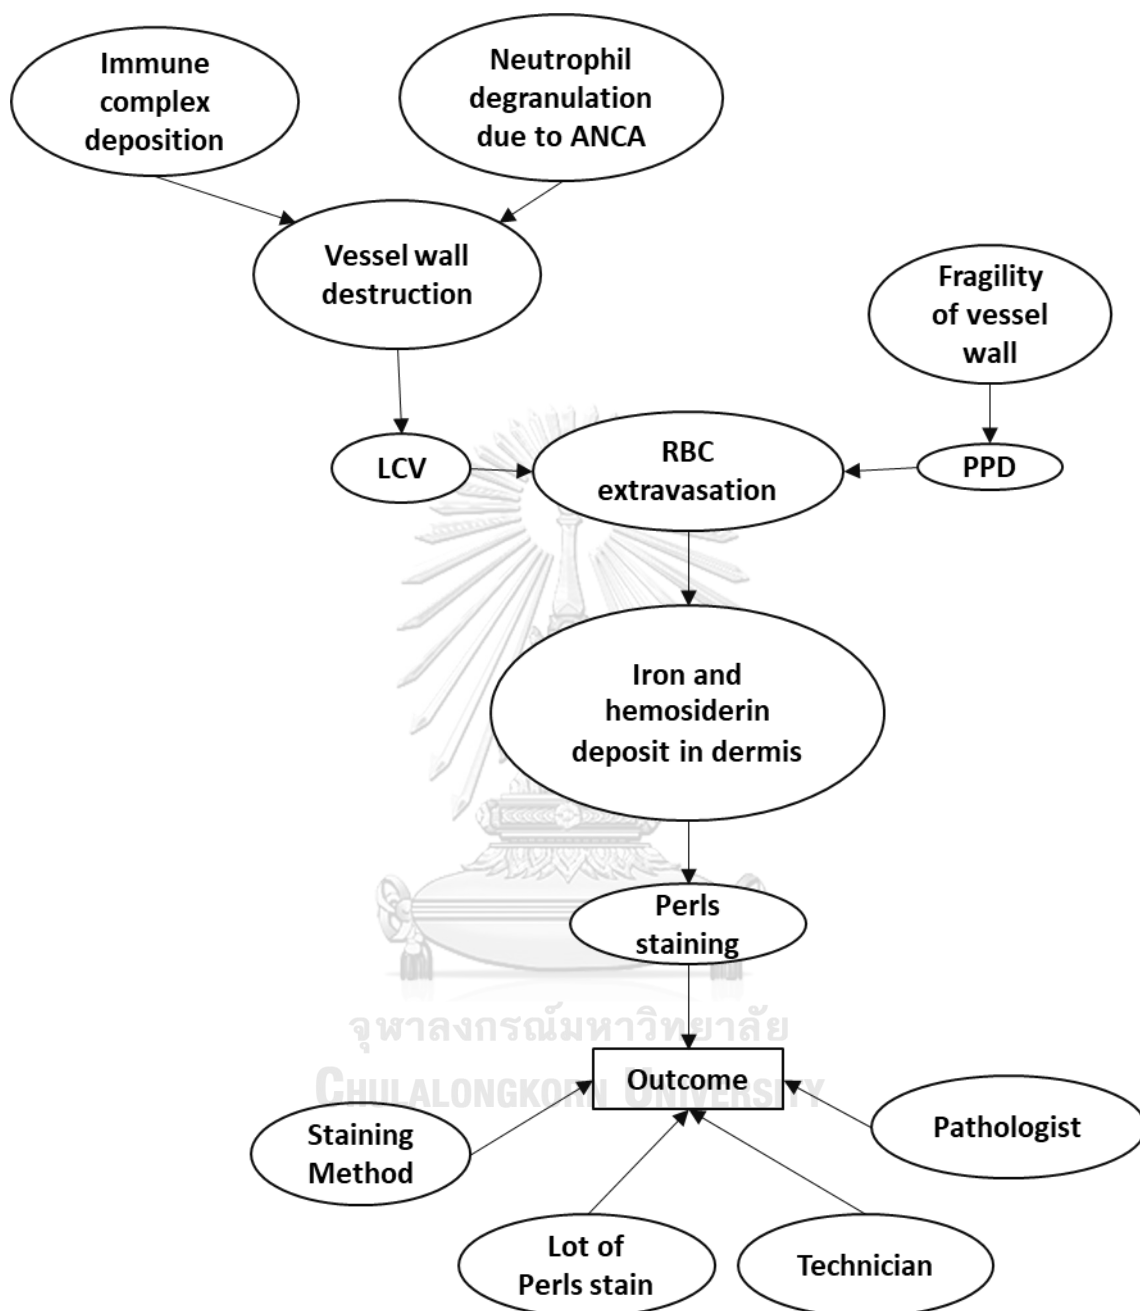 Immune
complex
deposition
Neutrophil
degranulation
due to ANCA
Vessel wall
destruction
Fragility
of vessel
wall
LCV
RBC
extravasation
PPD
Iron and
hemosiderin
deposit in dermis
Perls
staining
จุฬาลงกรณ์มหาวิทยาลัย
CHULALONGKORN UNIVERSITY
Outcome
Staining
Method
Pathologist
Lot of
Perls stain
Technician